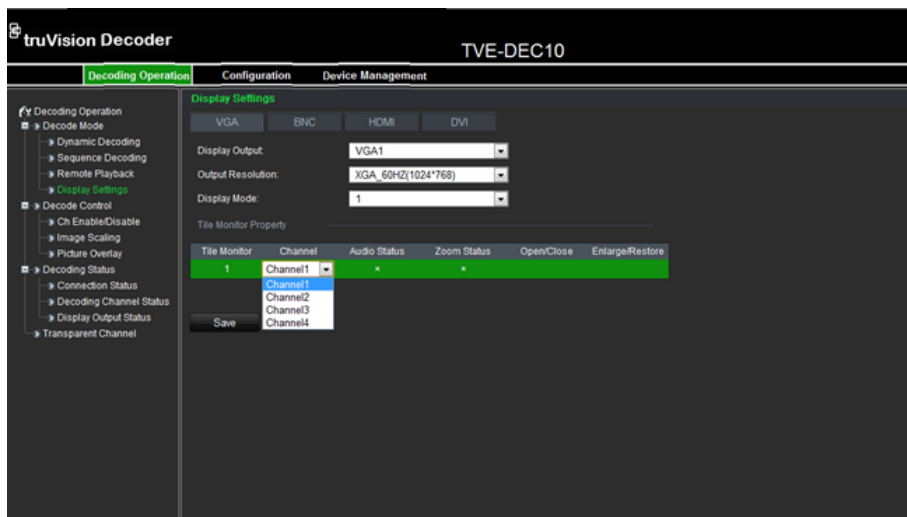 truVision Decoder
TVE-DEC10
Decoding Operation Configuration Device Management
Decoding Operation
Decode Mode
Dynamic Decoding
Sequence Decoding
Remote Playback
Display Settings
Decode Control
Ch Enable/Disable
Image Scaling
Picture Overlay
Decoding Status
Connection Status
Decoding Channel Status
Display Output Status
Transparent Channel
Display Settings
VGA BNC HDMI DVI
Display Output: VGA1
Output Resolution: XGA_60HZ(1024*768)
Display Mode: 1
Tile Monitor Property
Tile Monitor Channel Audio Status Zoom Status Open/Close Enlarge/Restore
1 Channel1 × ×
Channel1
Channel2
Channel3
Channel4
Save